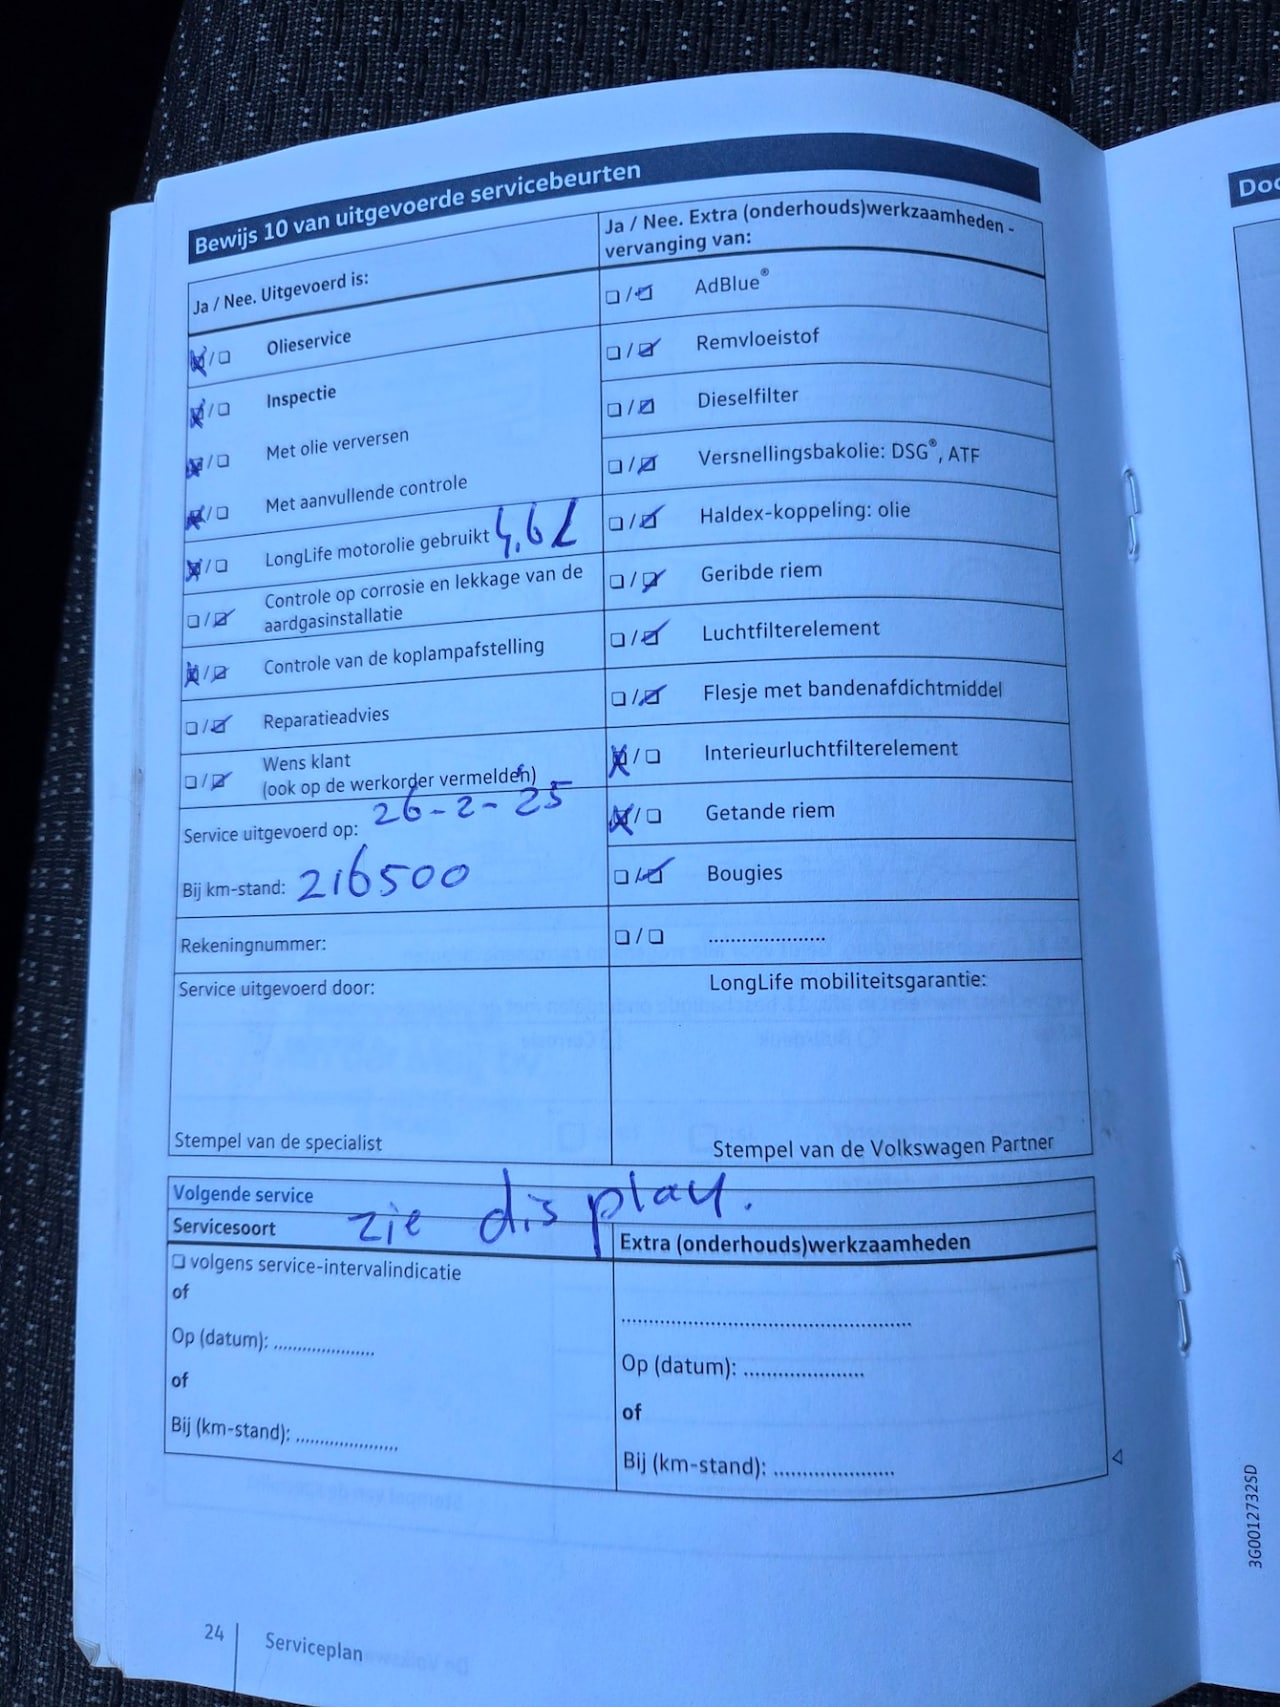 Bewijs 10 van uitgevoerde servicebeurten
Ja / Nee. Uitgevoerd is:
☒/☐ Olieservice
☒/☐ Inspectie
☒/☐ Met olie verversen
☒/☐ Met aanvullende controle
☒/☐ LongLife motorolie gebruikt 4,6 L
☐/☑ Controle op corrosie en lekkage van de
aardgasinstallatie
☒/☑ Controle van de koplampafstelling
☐/☑ Reparatieadvies
☐/☑ Wens klant
(ook op de werkorder vermelden)
Service uitgevoerd op: 26-2-25
Bij km-stand: 216500
Rekeningnummer:
Service uitgevoerd door:
Stempel van de specialist
Ja / Nee. Extra (onderhouds)werkzaamheden -
vervanging van:
☐/☑ AdBlue®
☐/☑ Remvloeistof
☐/☑ Dieselfilter
☐/☑ Versnellingsbakolie: DSG®, ATF
☐/☑ Haldex-koppeling: olie
☐/☑ Geribde riem
☐/☑ Luchtfilterelement
☐/☑ Flesje met bandenafdichtmiddel
☒/☐ Interieurluchtfilterelement
☒/☐ Getande riem
☐/☑ Bougies
☐/☐ .....................
LongLife mobiliteitsgarantie:
Stempel van de Volkswagen Partner
Volgende service
zie display.
Servicesoort
☐ volgens service-intervalindicatie
of
Op (datum): .....................
of
Bij (km-stand): .....................
Extra (onderhouds)werkzaamheden
.....................
Op (datum): .....................
of
Bij (km-stand): .....................
24 Serviceplan
Doc
3G0012732SD